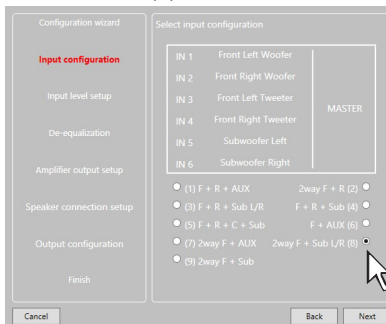 Configuration wizard
Input configuration
Input level setup
De-equalization
Amplifier output setup
Speaker connection setup
Output configuration
Finish
Select input configuration
IN 1 Front Left Woofer
IN 2 Front Right Woofer
IN 3 Front Left Tweeter
IN 4 Front Right Tweeter
IN 5 Subwoofer Left
IN 6 Subwoofer Right
MASTER
(1) F + R + AUX 2way F + R (2)
(3) F + R + Sub L/R F + R + Sub (4)
(5) F + R + C + Sub F + AUX (6)
(7) 2way F + AUX 2way F + Sub L/R (8)
(9) 2way F + Sub
Cancel Back Next